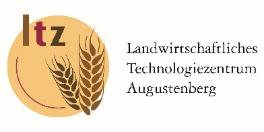 ltz
Landwirtschaftliches
Technologiezentrum
Augustenberg